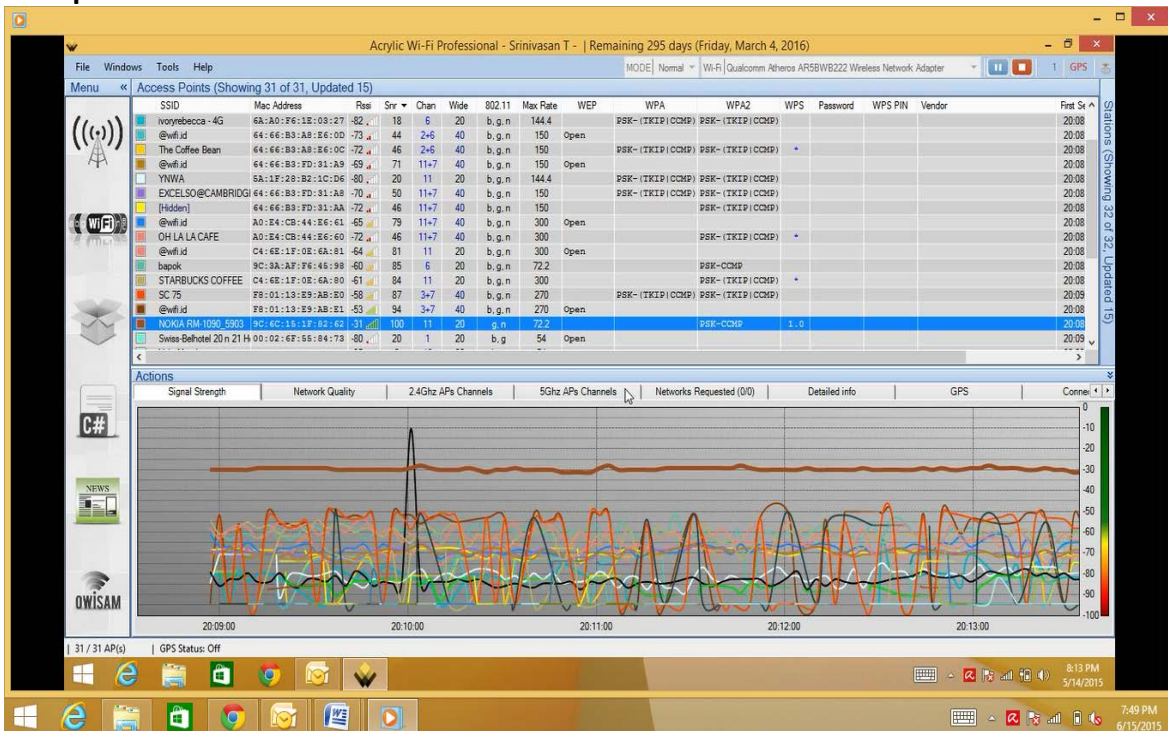 Acrylic Wi-Fi Professional - Srinivasan T - | Remaining 295 days (Friday, March 4, 2016)
File Windows Tools Help MODE Normal Wi-Fi Qualcomm Atheros AR5BWB222 Wireless Network Adapter 1 GPS
Menu « Access Points (Showing 31 of 31, Updated 15)
SSID Mac Address Rssi Snr Chan Wide 802.11 Max Rate WEP WPA WPA2 WPS Password WPS PIN Vendor First Se
ivoryrebecca - 4G 6A:A0:F6:1E:03:27 -82 18 6 20 b, g, n 144.4 PSK-(TKIP|CCMP) PSK-(TKIP|CCMP) 20:08
@wifi.id 64:66:B3:A8:E6:0D -73 44 2+6 40 b, g, n 150 Open 20:08
The Coffee Bean 64:66:B3:A8:E6:0C -72 46 2+6 40 b, g, n 150 PSK-(TKIP|CCMP) PSK-(TKIP|CCMP) 20:08
@wifi.id 64:66:B3:FD:31:A9 -69 71 11+7 40 b, g, n 150 Open 20:08
YNWA 5A:1F:28:B2:1C:D6 -80 20 11 20 b, g, n 144.4 PSK-(TKIP|CCMP) PSK-(TKIP|CCMP) 20:08
EXCELSO@CAMBRIDGI 64:66:B3:FD:31:A8 -70 50 11+7 40 b, g, n 150 PSK-(TKIP|CCMP) PSK-(TKIP|CCMP) 20:08
[Hidden] 64:66:B3:FD:31:AA -72 46 11+7 40 b, g, n 150 PSK-(TKIP|CCMP) 20:08
@wifi.id A0:E4:CB:44:E6:61 -65 79 11+7 40 b, g, n 300 Open 20:08
OH LA LA CAFE A0:E4:CB:44:E6:60 -72 46 11+7 40 b, g, n 300 PSK-(TKIP|CCMP) 20:08
@wifi.id C4:6E:1F:0E:6A:81 -64 81 11 20 b, g, n 300 Open 20:08
bapok 9C:3A:AF:F6:46:98 -60 85 6 20 b, g, n 72.2 PSK-CCMP 20:08
STARBUCKS COFFEE C4:6E:1F:0E:6A:80 -61 84 11 20 b, g, n 300 PSK-(TKIP|CCMP) 20:08
SC 75 F8:01:13:E9:AB:E0 -58 87 3+7 40 b, g, n 270 PSK-(TKIP|CCMP) PSK-(TKIP|CCMP) 20:09
@wifi.id F8:01:13:E9:AB:E1 -53 94 3+7 40 b, g, n 270 Open 20:08
NOKIA RM-1090_5903 9C:6C:15:1F:82:62 -31 100 11 20 g, n 72.2 PSK-CCMP 1.0 20:08
Swiss-Belhotel 20 n 21 H 00:02:6F:55:84:73 -80 20 1 20 b, g 54 Open 20:09
Stations (Showing 32 of 32, Updated 15)
WiFi
C#
NEWS
OWISAM
Actions
Signal Strength Network Quality 2.4Ghz APs Channels 5Ghz APs Channels Networks Requested (0/0) Detailed info GPS Connec
0
-10
-20
-30
-40
-50
-60
-70
-80
-90
-100
20:09:00 20:10:00 20:11:00 20:12:00 20:13:00
31 / 31 AP(s) | GPS Status: Off
8:13 PM
5/14/2015
7:49 PM
6/15/2015